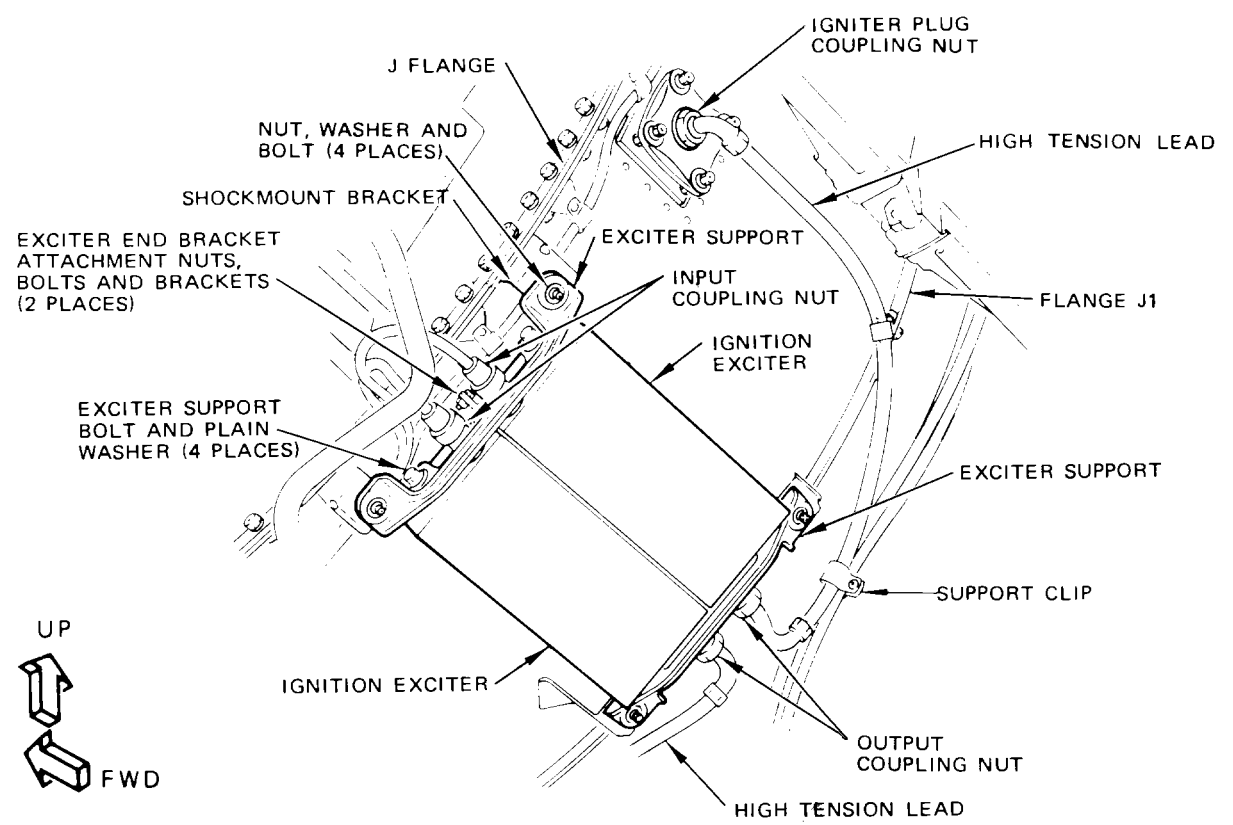 IGNITER PLUG
COUPLING NUT
J FLANGE
NUT, WASHER AND
BOLT (4 PLACES)
HIGH TENSION LEAD
SHOCKMOUNT BRACKET
EXCITER END BRACKET
ATTACHMENT NUTS,
BOLTS AND BRACKETS
(2 PLACES)
EXCITER SUPPORT
INPUT
COUPLING NUT
FLANGE J1
IGNITION
EXCITER
EXCITER SUPPORT
BOLT AND PLAIN
WASHER (4 PLACES)
EXCITER SUPPORT
SUPPORT CLIP
UP
IGNITION EXCITER
FWD
OUTPUT
COUPLING NUT
HIGH TENSION LEAD